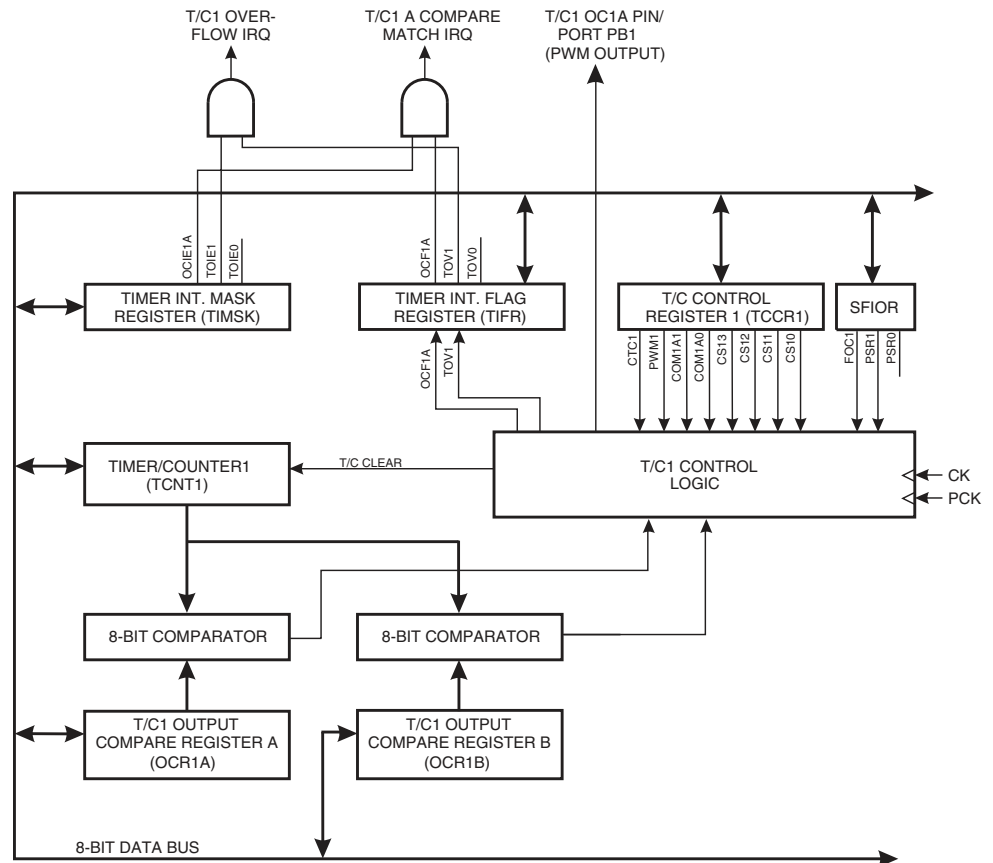 T/C1 OVER-
FLOW IRQ
T/C1 A COMPARE
MATCH IRQ
T/C1 OC1A PIN/
PORT PB1
(PWM OUTPUT)
OCIE1A
TOIE1
TOIE0
OCF1A
TOV1
TOV0
TIMER INT. MASK
REGISTER (TIMSK)
TIMER INT. FLAG
REGISTER (TIFR)
T/C CONTROL
REGISTER 1 (TCCR1)
SFIOR
OCF1A
TOV1
CTC1
PWM1
COM1A1
COM1A0
CS13
CS12
CS11
CS10
FOC1
PSR1
PSR0
TIMER/COUNTER1
(TCNT1)
T/C CLEAR
T/C1 CONTROL
LOGIC
CK
PCK
8-BIT COMPARATOR
8-BIT COMPARATOR
T/C1 OUTPUT
COMPARE REGISTER A
(OCR1A)
T/C1 OUTPUT
COMPARE REGISTER B
(OCR1B)
8-BIT DATA BUS